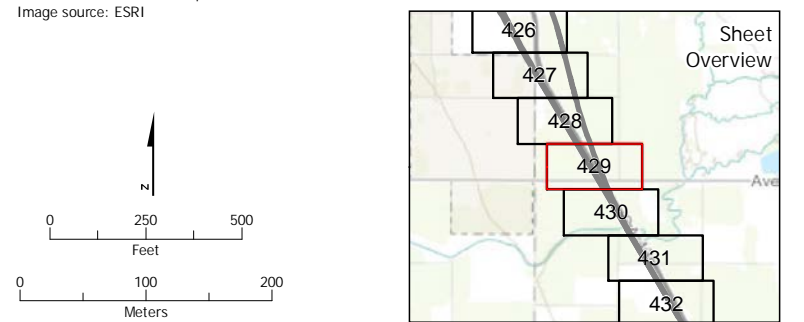 Image source: ESRI
N
0 250 500
Feet
0 100 200
Meters
Sheet
Overview
426
427
428
429
Ave
430
431
432